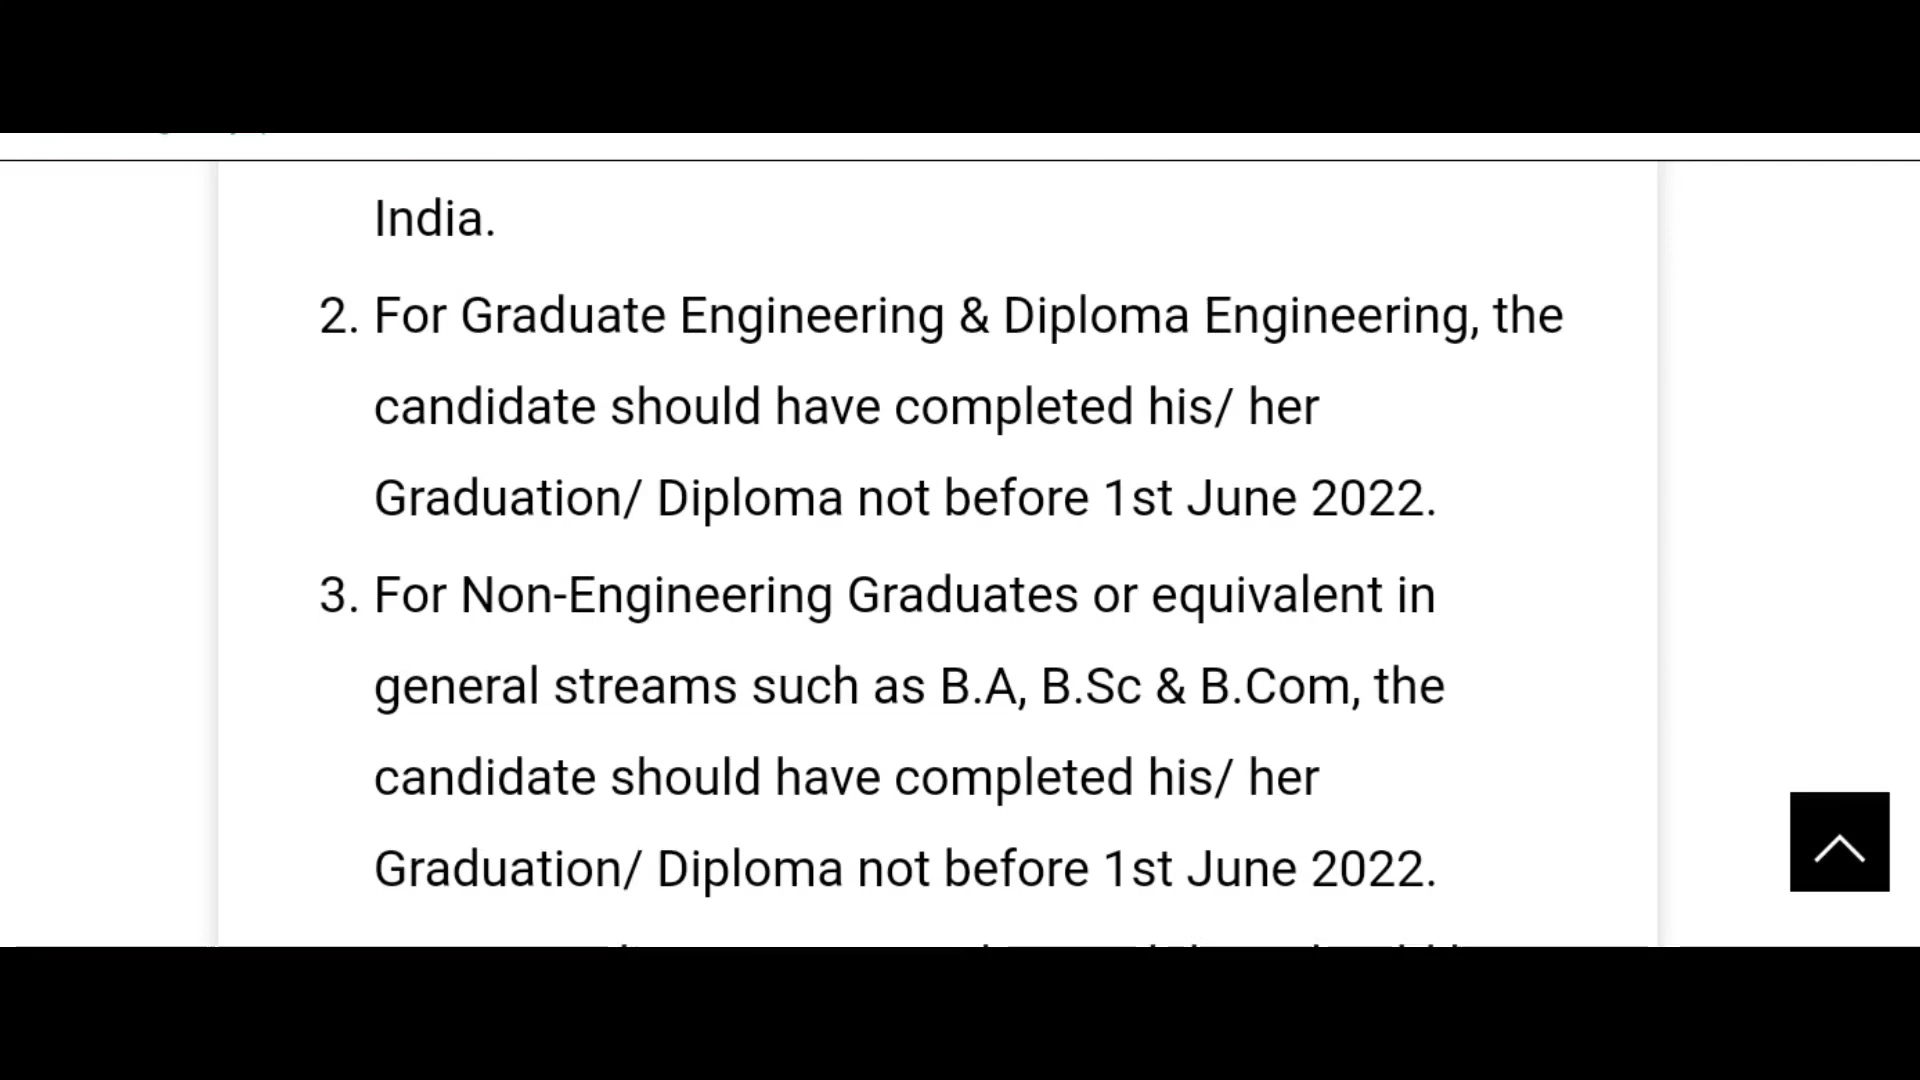 India.
2. For Graduate Engineering & Diploma Engineering, the
candidate should have completed his/ her
Graduation/ Diploma not before 1st June 2022.
3. For Non-Engineering Graduates or equivalent in
general streams such as B.A, B.Sc & B.Com, the
candidate should have completed his/ her
Graduation/ Diploma not before 1st June 2022.